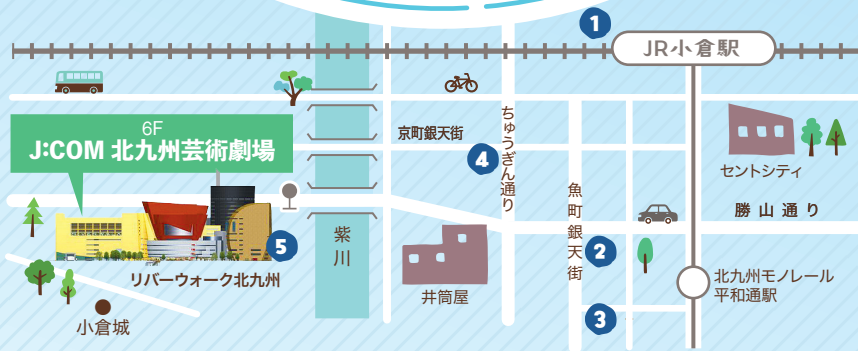 1
JR小倉駅
6F
J:COM 北九州芸術劇場
京町銀天街
4
ちゅうぎん通り
セントシティ
魚町銀天街
勝山通り
紫川
5
2
リバーウォーク北九州
井筒屋
北九州モノレール
平和通駅
小倉城
3